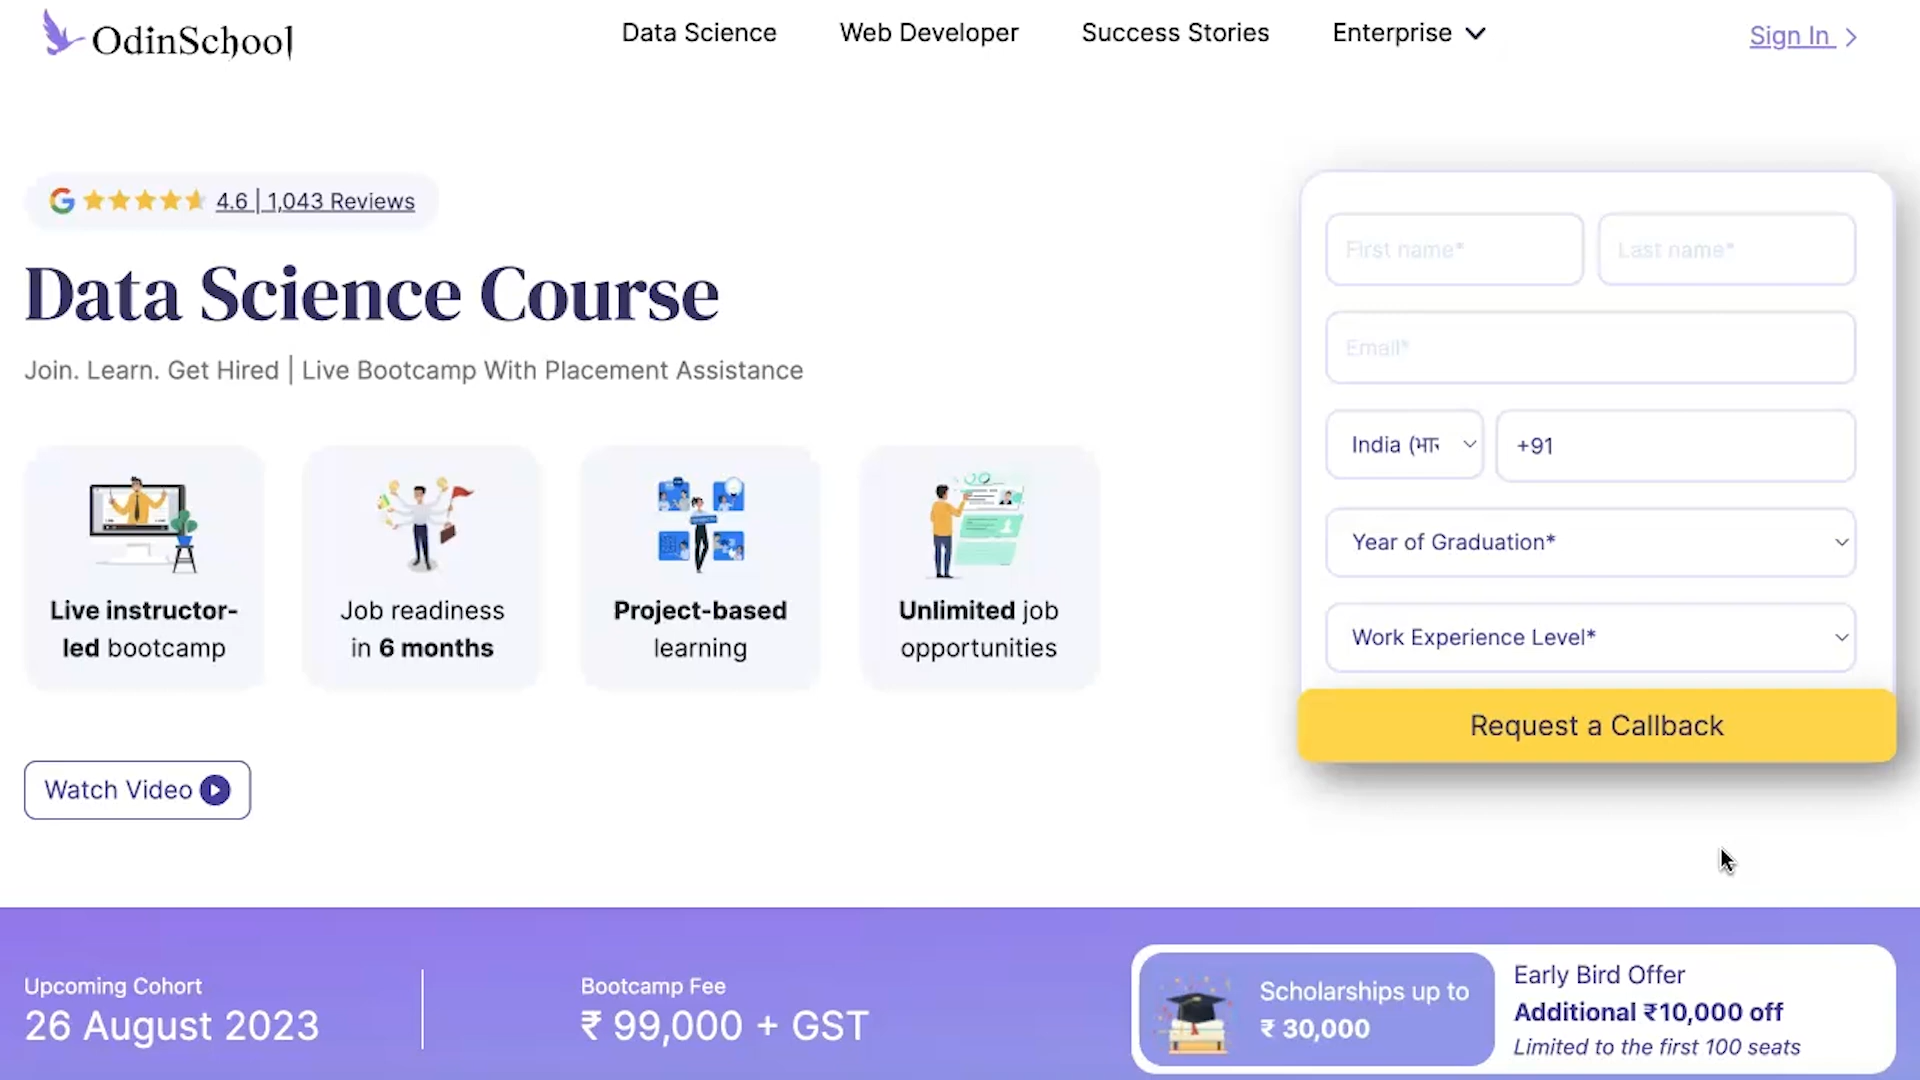 OdinSchool
Data Science
Web Developer
Success Stories
Enterprise
Sign In
4.6 | 1,043 Reviews
Data Science Course
Join. Learn. Get Hired | Live Bootcamp With Placement Assistance
Live instructor-
led bootcamp
Job readiness
in 6 months
Project-based
learning
Unlimited job
opportunities
Watch Video
First name*
Last name*
Email*
India (भार
+91
Year of Graduation*
Work Experience Level*
Request a Callback
Upcoming Cohort
26 August 2023
Bootcamp Fee
₹ 99,000 + GST
Scholarships up to
₹ 30,000
Early Bird Offer
Additional ₹10,000 off
Limited to the first 100 seats